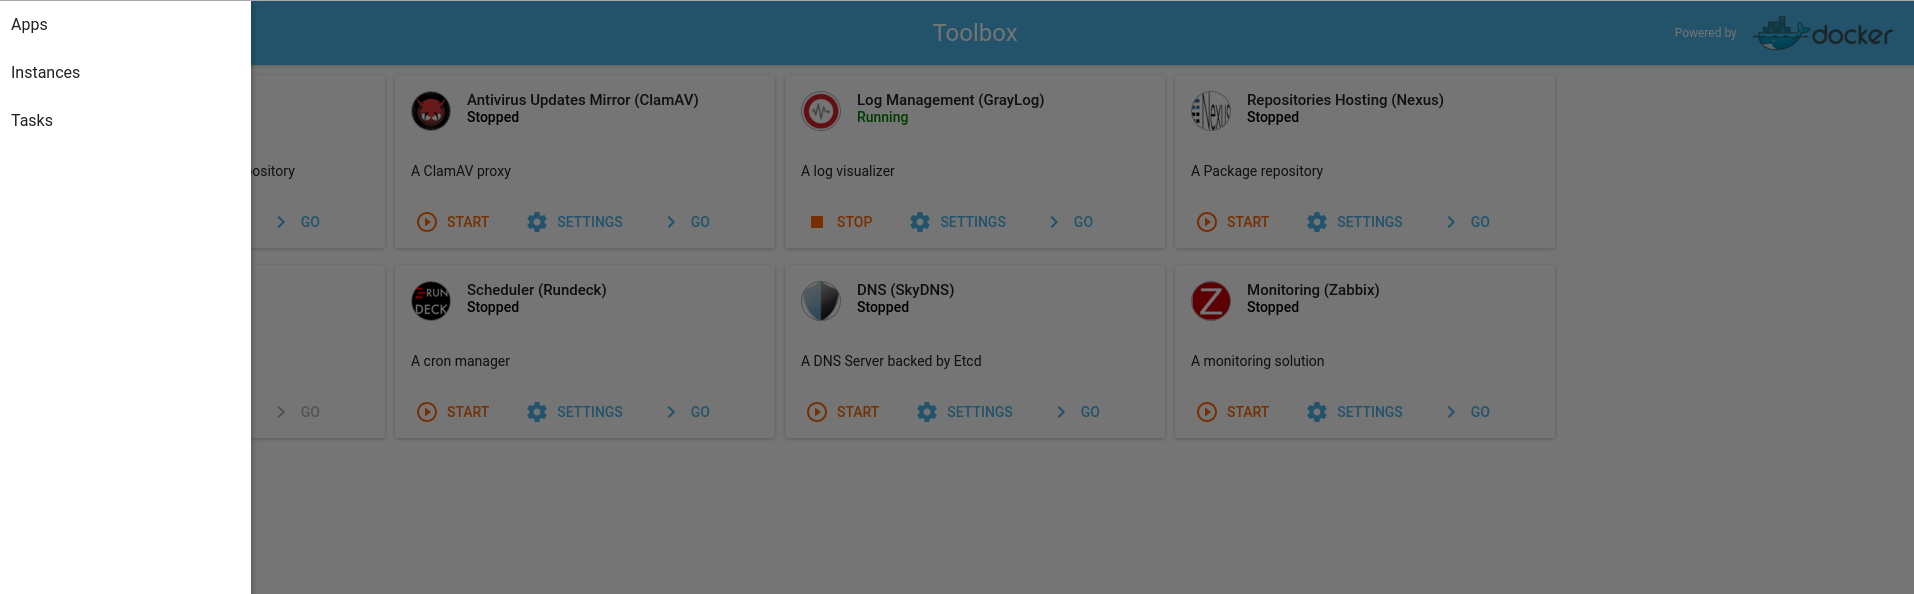 Apps
Instances
Tasks
Toolbox
Powered by
docker
ository
GO
Antivirus Updates Mirror (ClamAV)
Stopped
A ClamAV proxy
START SETTINGS GO
Log Management (GrayLog)
Running
A log visualizer
STOP SETTINGS GO
Nexus
Repositories Hosting (Nexus)
Stopped
A Package repository
START SETTINGS GO
GO
RUN
DECK
Scheduler (Rundeck)
Stopped
A cron manager
START SETTINGS GO
DNS (SkyDNS)
Stopped
A DNS Server backed by Etcd
START SETTINGS GO
Z
Monitoring (Zabbix)
Stopped
A monitoring solution
START SETTINGS GO